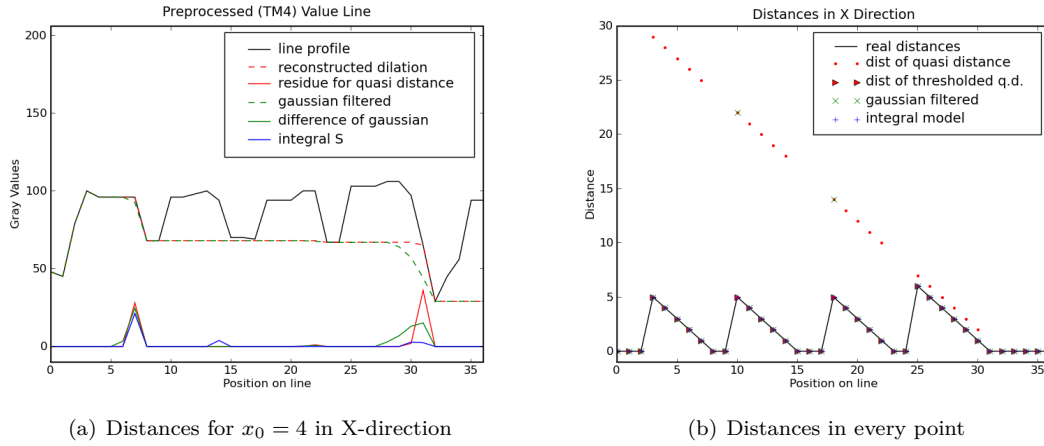 Preprocessed (TM4) Value Line
200
150
100
50
0
Gray Values
line profile
reconstructed dilation
residue for quasi distance
gaussian filtered
difference of gaussian
integral S
0 5 10 15 20 25 30 35
Position on line
(a) Distances for x₀ = 4 in X-direction
Distances in X Direction
30
25
20
15
10
5
0
Distance
real distances
dist of quasi distance
dist of thresholded q.d.
gaussian filtered
integral model
0 5 10 15 20 25 30 35
Position on line
(b) Distances in every point